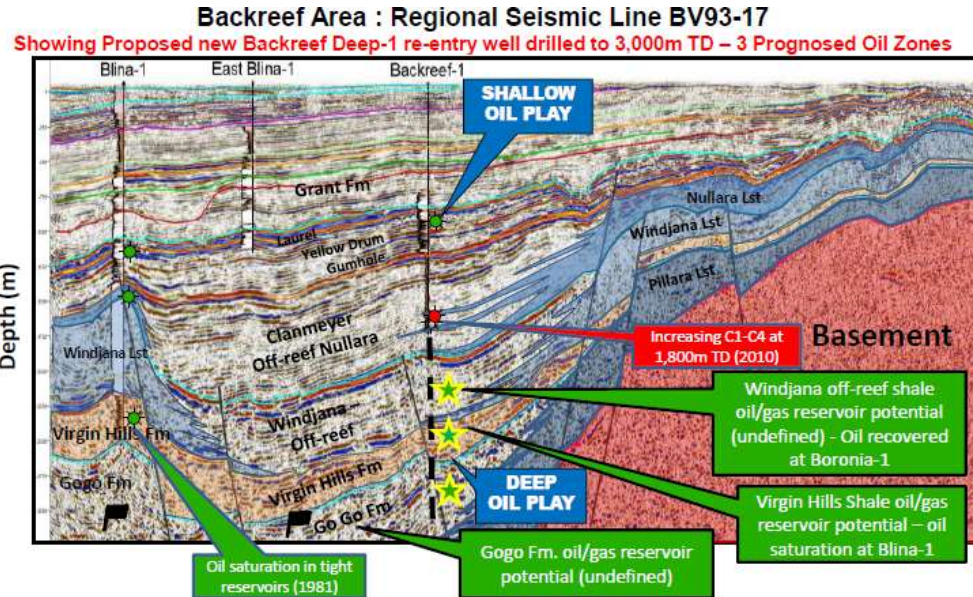 Backreef Area : Regional Seismic Line BV93-17
Showing Proposed new Backreef Deep-1 re-entry well drilled to 3,000m TD – 3 Prognosed Oil Zones
Blina-1
East Blina-1
Backreef-1
SHALLOW
OIL PLAY
Grant Fm
Nullara Lst
Laurel
Yellow Drum
Gumhole
Windjana Lst
Pillara Lst
Depth (m)
Clanmeyer
Off-reef Nullara
Increasing C1-C4 at
1,800m TD (2010)
Basement
Windjana Lst
Windjana –
Off-reef
Windjana off-reef shale
oil/gas reservoir potential
(undefined) - Oil recovered
at Boronia-1
Virgin Hills Fm
Virgin Hills Fm
Gogo Fm
DEEP
OIL PLAY
Go Go Fm
Virgin Hills Shale oil/gas
reservoir potential – oil
saturation at Blina-1
Oil saturation in tight
reservoirs (1981)
Gogo Fm. oil/gas reservoir
potential (undefined)